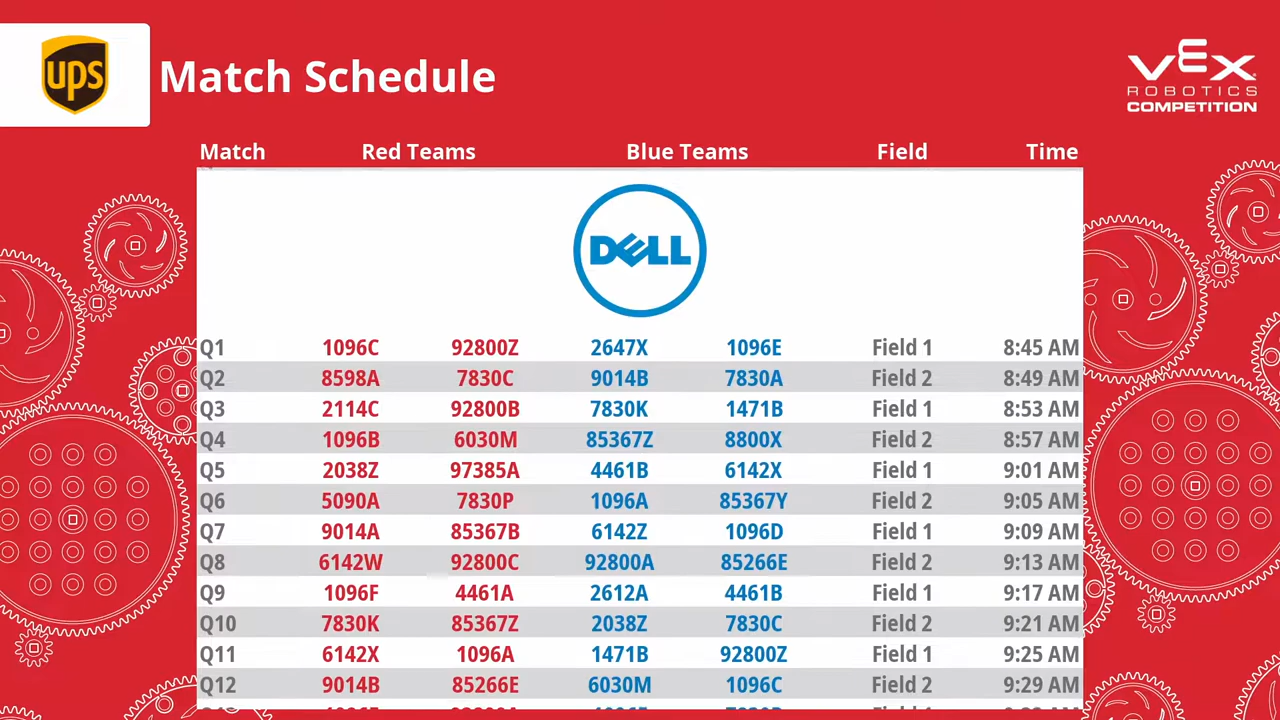 ups
Match Schedule
VEX
ROBOTICS
COMPETITION
Match Red Teams Blue Teams Field Time
DELL
Q1 1096C 92800Z 2647X 1096E Field 1 8:45 AM
Q2 8598A 7830C 9014B 7830A Field 2 8:49 AM
Q3 2114C 92800B 7830K 1471B Field 1 8:53 AM
Q4 1096B 6030M 85367Z 8800X Field 2 8:57 AM
Q5 2038Z 97385A 4461B 6142X Field 1 9:01 AM
Q6 5090A 7830P 1096A 85367Y Field 2 9:05 AM
Q7 9014A 85367B 6142Z 1096D Field 1 9:09 AM
Q8 6142W 92800C 92800A 85266E Field 2 9:13 AM
Q9 1096F 4461A 2612A 4461B Field 1 9:17 AM
Q10 7830K 85367Z 2038Z 7830C Field 2 9:21 AM
Q11 6142X 1096A 1471B 92800Z Field 1 9:25 AM
Q12 9014B 85266E 6030M 1096C Field 2 9:29 AM